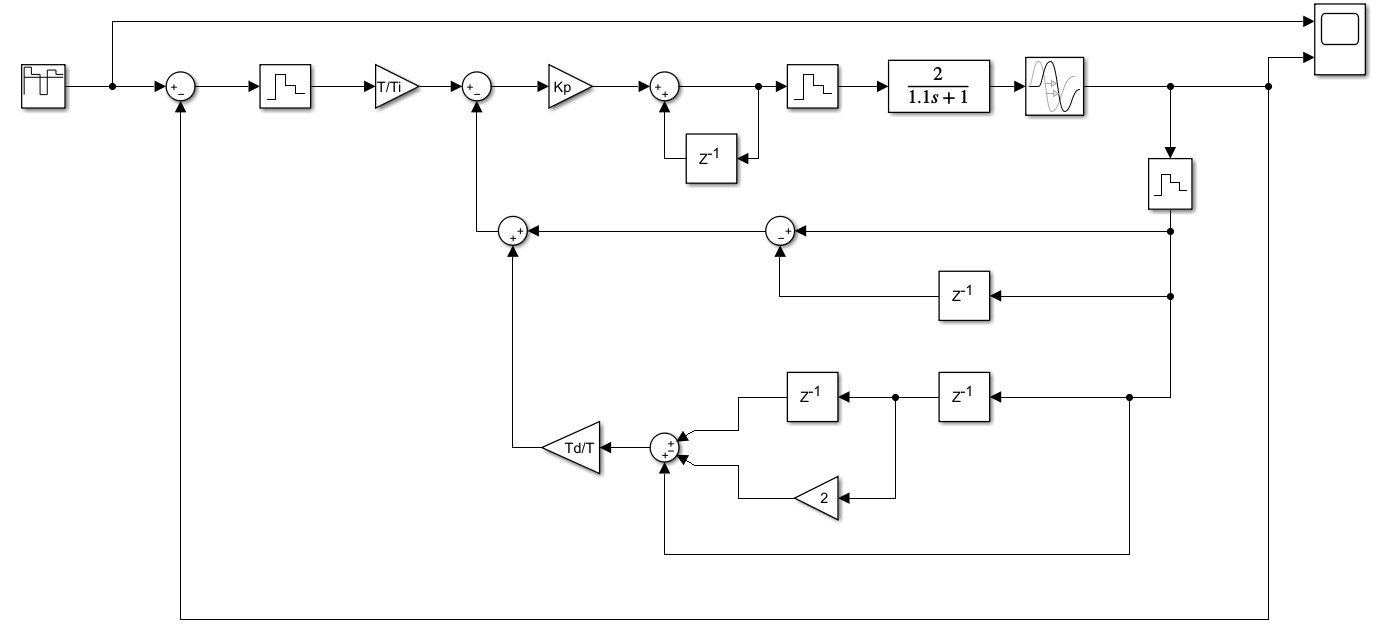 T/Ti
Kp
2
1.1s + 1
Z-1
Z-1
Z-1
Z-1
Td/T
2